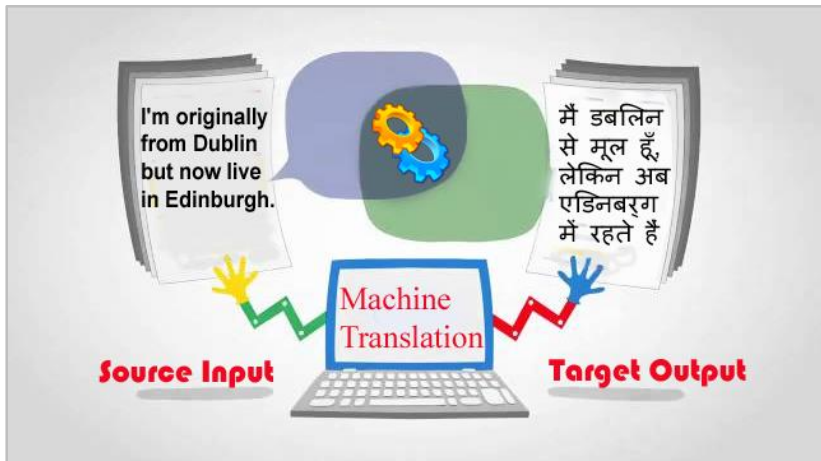 I'm originally
from Dublin
but now live
in Edinburgh.
मैं डबलिन
से मूल हूँ,
लेकिन अब
एडिनबर्ग
में रहते हैं
Machine
Translation
Source Input
Target Output